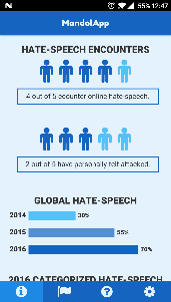 55% 12:47
MandolApp
HATE-SPEECH ENCOUNTERS
4 out of 5 ecounter online hate-speech.
2 out of 5 have personally felt attacked.
GLOBAL HATE-SPEECH
2014 30%
2015 55%
2016 70%
2016 CATEGORIZED HATE-SPEECH